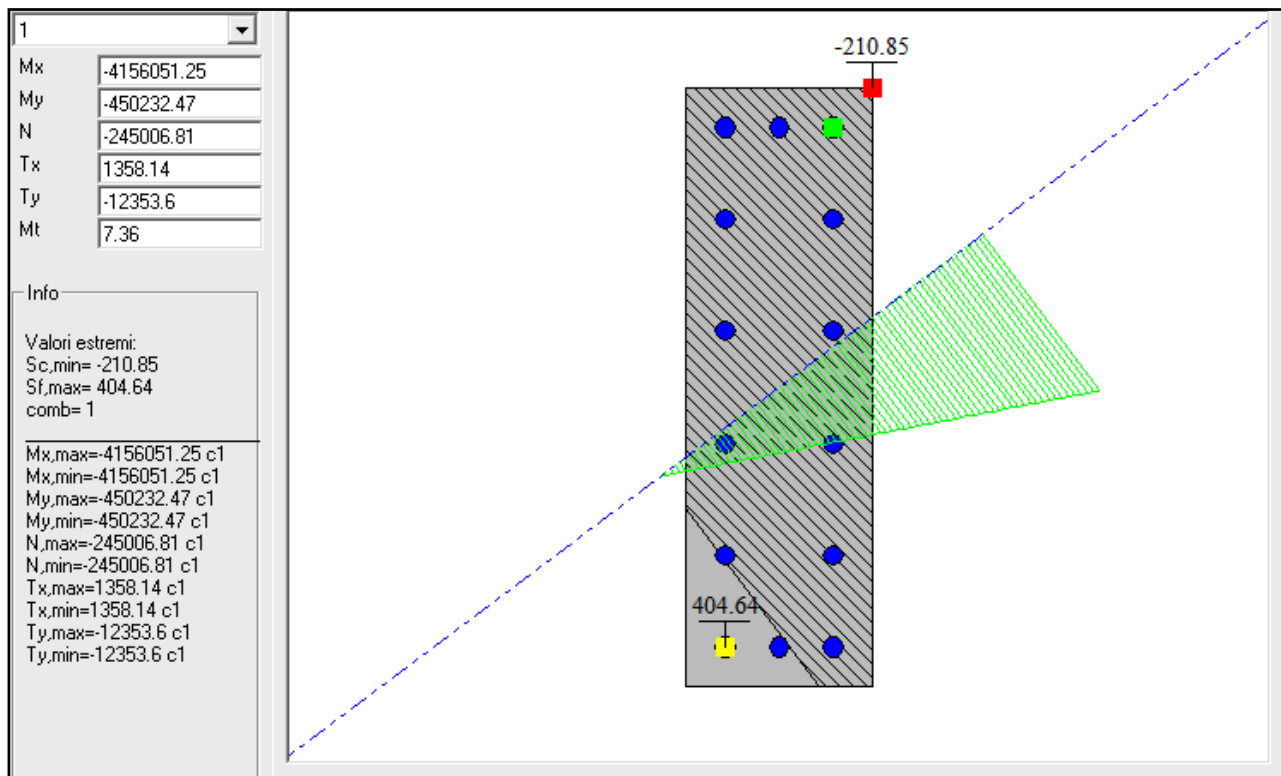 1
Mx -4156051.25
My -450232.47
N -245006.81
Tx 1358.14
Ty -12353.6
Mt 7.36
Info
Valori estremi:
Sc,min= -210.85
Sf,max= 404.64
comb= 1
Mx,max=-4156051.25 c1
Mx,min=-4156051.25 c1
My,max=-450232.47 c1
My,min=-450232.47 c1
N,max=-245006.81 c1
N,min=-245006.81 c1
Tx,max=1358.14 c1
Tx,min=1358.14 c1
Ty,max=-12353.6 c1
Ty,min=-12353.6 c1
-210.85
404.64